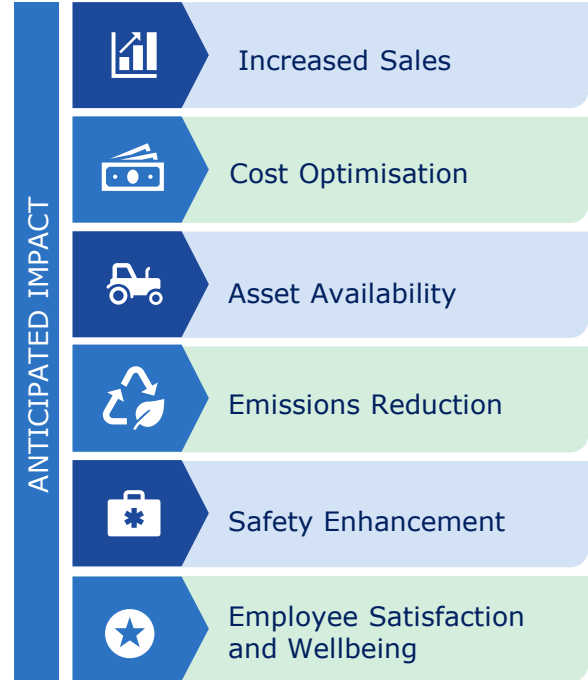 ANTICIPATED IMPACT
Increased Sales
Cost Optimisation
Asset Availability
Emissions Reduction
Safety Enhancement
Employee Satisfaction
and Wellbeing